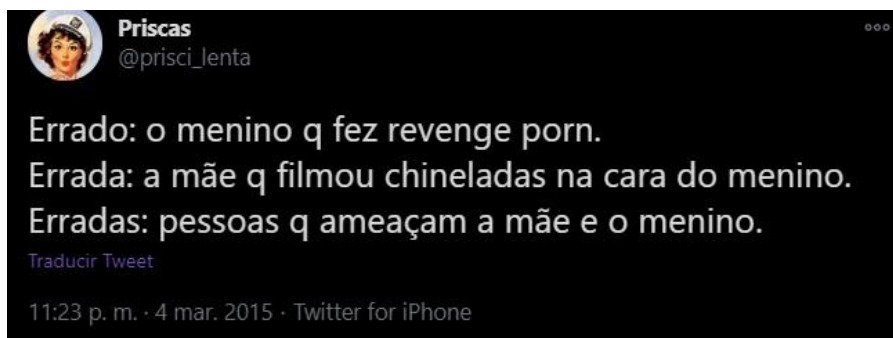 Priscas
@prisci_lenta
Errado: o menino q fez revenge porn.
Errada: a mãe q filmou chineladas na cara do menino.
Erradas: pessoas q ameaçam a mãe e o menino.
Traducir Tweet
11:23 p. m. · 4 mar. 2015 · Twitter for iPhone